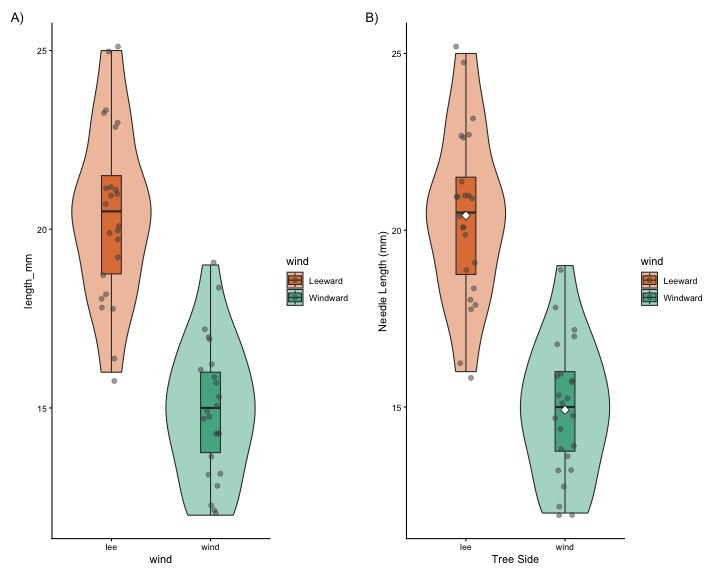 A)
length_mm
25
20
15
lee
wind
wind
wind
Leeward
Windward
B)
Needle Length (mm)
25
20
15
lee
wind
Tree Side
wind
Leeward
Windward